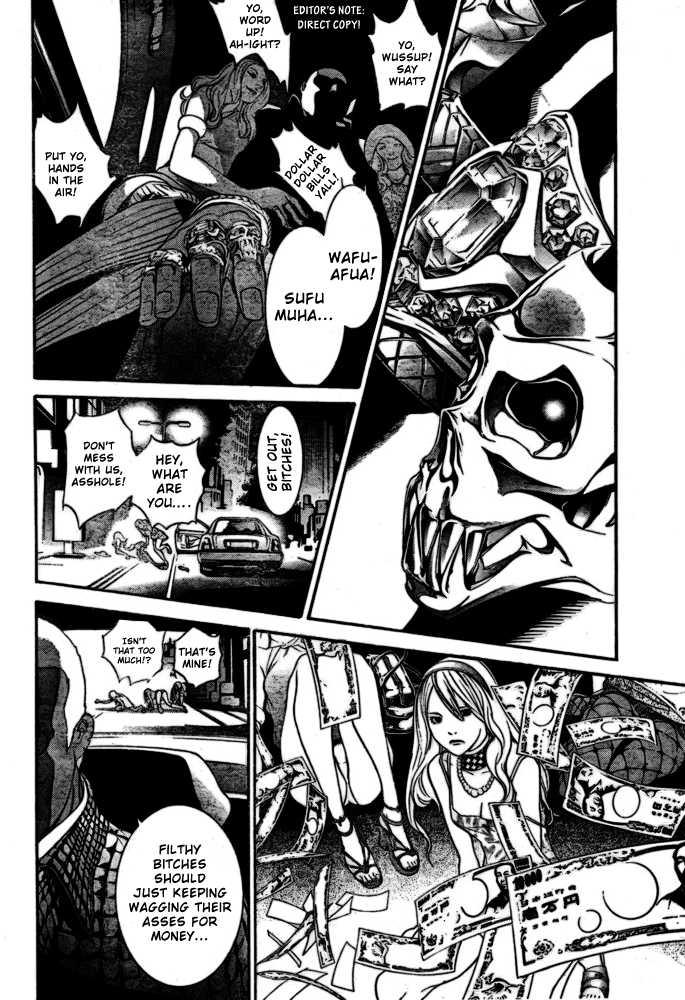 YO,
WORD
UP!
AH-IGHT?
EDITOR'S NOTE:
DIRECT COPY!
YO,
WUSSUP!
SAY
WHAT?
PUT YO,
HANDS
IN THE
AIR!
DOLLAR
DOLLAR
BILLS
YALL!
WAFU-
AFUA!
SUFU
MUHA...
GET OUT,
BITCHES!
HEY,
WHAT
ARE
YOU....
DON'T
MESS
WITH US,
ASSHOLE!
THAT'S
MINE!
ISN'T
THAT TOO
MUCH!?
FILTHY
BITCHES
SHOULD
JUST KEEPING
WAGGING THEIR
ASSES FOR
MONEY...